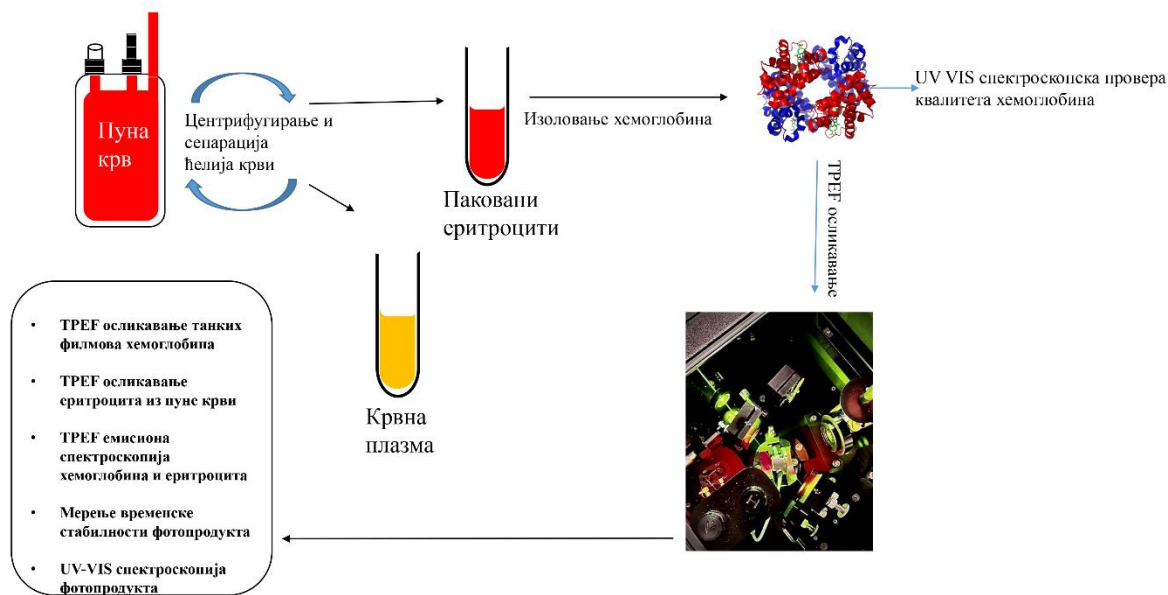 Пуна
крв
Центрифугирање и
сепарација
ћелија крви
Паковани
еритроцити
Изоловање хемоглобина
UV VIS спектроскопска провера
квалитета хемоглобина
TPEF осликавање
Крвна
плазма
• TPEF осликавање танких
филмова хемоглобина
• TPEF осликавање
еритроцита из пуне крви
• TPEF емисиона
спектроскопија
хемоглобина и еритроцита
• Мерење временске
стабилности фотопродукта
• UV-VIS спектроскопија
фотопродукта